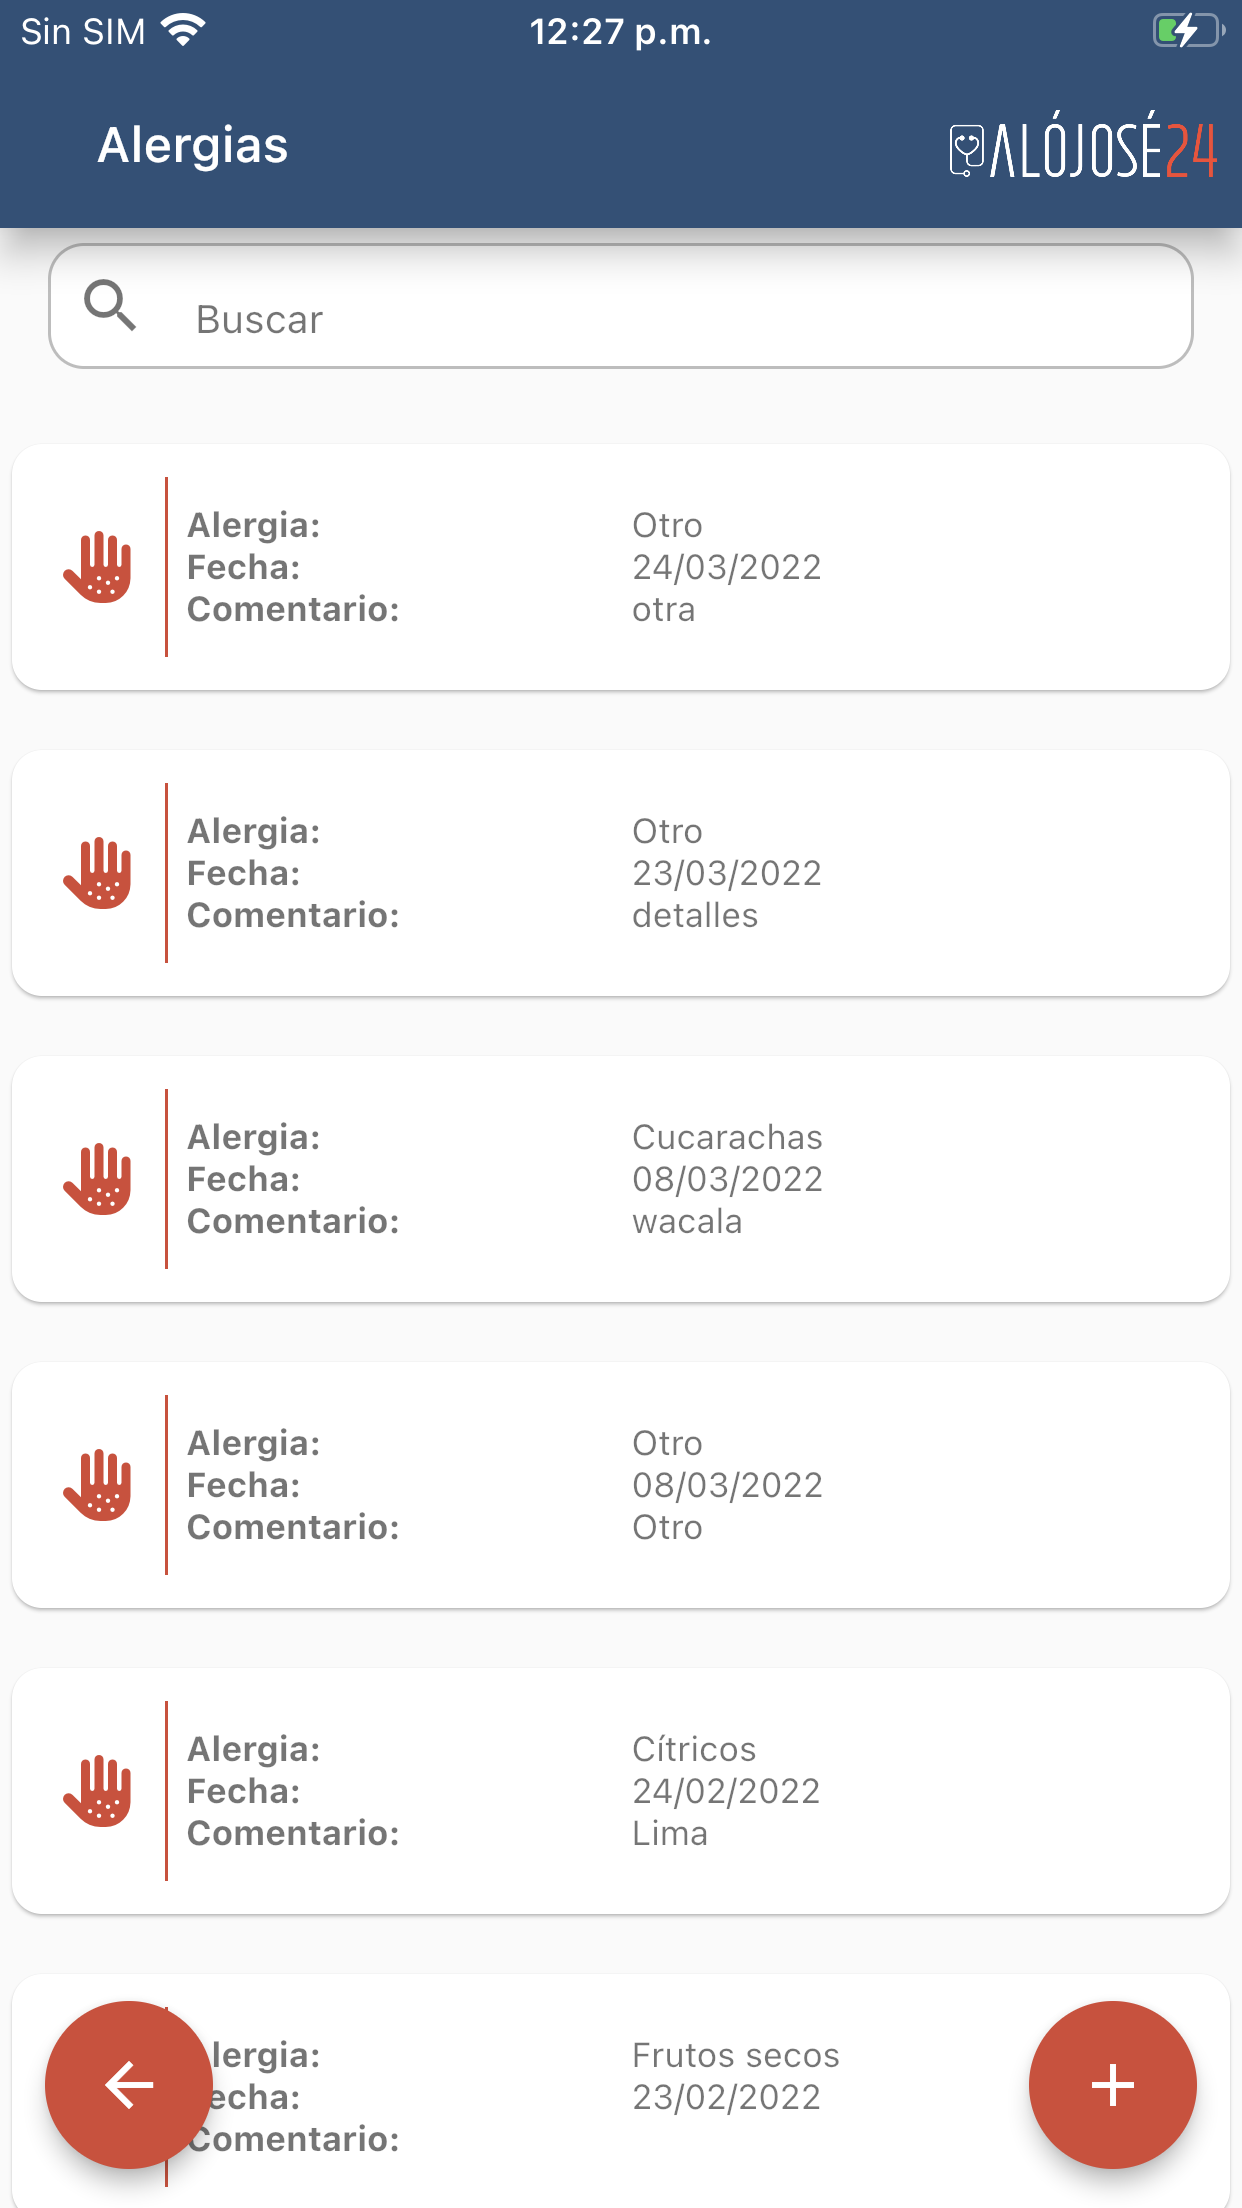 Sin SIM 12:27 p.m.
Alergias ALÓJOSÉ24
Buscar
Alergia: Otro
Fecha: 24/03/2022
Comentario: otra
Alergia: Otro
Fecha: 23/03/2022
Comentario: detalles
Alergia: Cucarachas
Fecha: 08/03/2022
Comentario: wacala
Alergia: Otro
Fecha: 08/03/2022
Comentario: Otro
Alergia: Cítricos
Fecha: 24/02/2022
Comentario: Lima
lergia: Frutos secos
echa: 23/02/2022
Comentario: